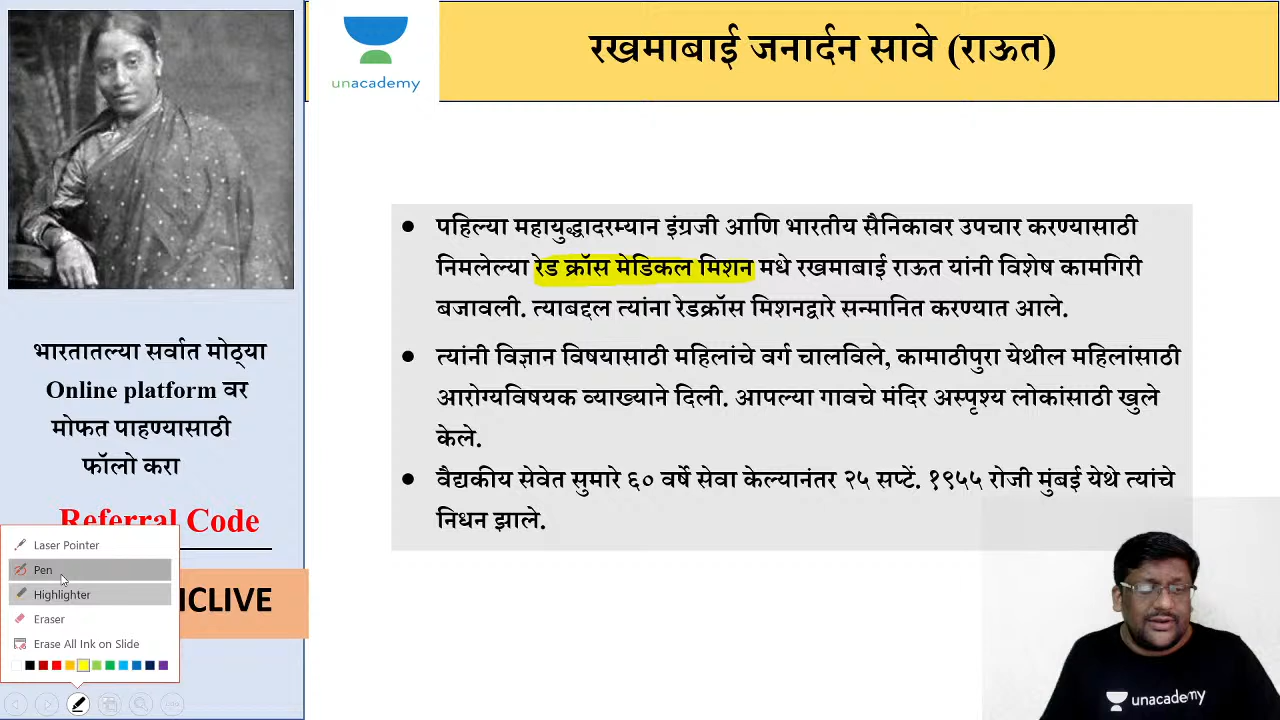 unacademy
रखमाबाई जनार्दन सावे (राऊत)
भारतातल्या सर्वात मोठ्या
Online platform वर
मोफत पाहण्यासाठी
फॉलो करा
Referral Code
ICLIVE
• पहिल्या महायुद्धादरम्यान इंग्रजी आणि भारतीय सैनिकावर उपचार करण्यासाठी
निमलेल्या रेड क्रॉस मेडिकल मिशन मधे रखमाबाई राऊत यांनी विशेष कामगिरी
बजावली. त्याबद्दल त्यांना रेडक्रॉस मिशनद्वारे सन्मानित करण्यात आले.
• त्यांनी विज्ञान विषयासाठी महिलांचे वर्ग चालविले, कामाठीपुरा येथील महिलांसाठी
आरोग्यविषयक व्याख्याने दिली. आपल्या गावचे मंदिर अस्पृश्य लोकांसाठी खुले
केले.
• वैद्यकीय सेवेत सुमारे ६० वर्षे सेवा केल्यानंतर २५ सप्टें. १९५५ रोजी मुंबई येथे त्यांचे
निधन झाले.
Laser Pointer
Pen
Highlighter
Eraser
Erase All Ink on Slide
unacademy